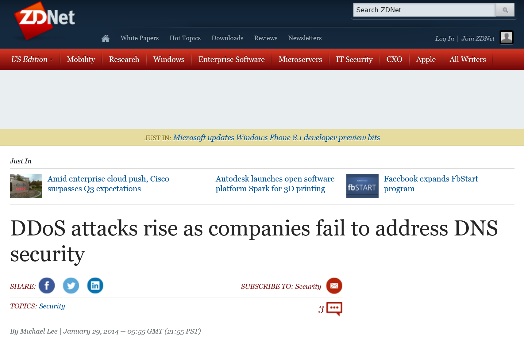 ZDNet
Search ZDNet
White Papers Hot Topics Downloads Reviews Newsletters
Log In | Join ZDNet
US Edition Mobility Research Windows Enterprise Software Microservers IT Security CXO Apple All Writers
JUST IN: Microsoft updates Windows Phone 8.1 developer preview bits
Just In
Amid enterprise cloud push, Cisco
surpasses Q3 expectations
Autodesk launches open software
platform Spark for 3D printing
fbSTART
Facebook expands FbStart
program
DDoS attacks rise as companies fail to address DNS
security
SHARE:
SUBSCRIBE TO: Security
TOPICS: Security
3
By Michael Lee | January 29, 2014 -- 05:55 GMT (21:55 PST)